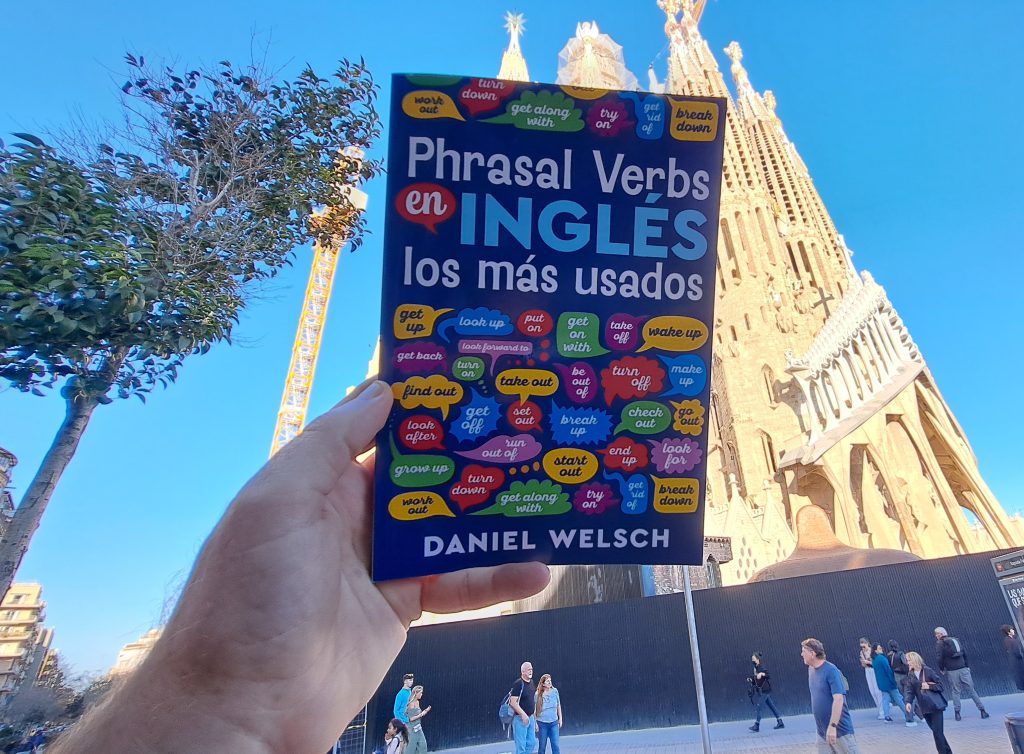 turn down
work out
get along with
try on
get rid of
break down
Phrasal Verbs
en INGLÉS
los más usados
get up
look up
put on
get on with
take off
wake up
get back
look forward to
turn on
take out
be out of
turn off
make up
find out
get off
set out
break up
check out
go out
look after
run out of
end up
look for
grow up
turn down
start out
work out
get along with
try on
get rid of
break down
DANIEL WELSCH